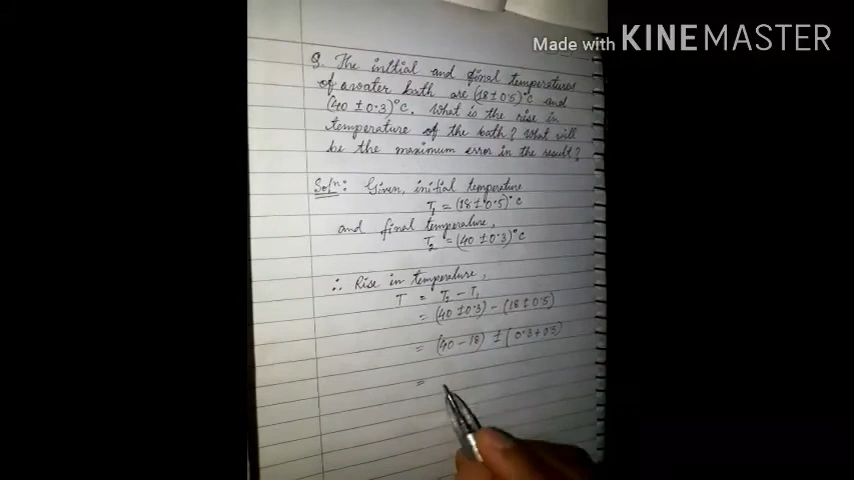 Made with KINEMASTER
Q. The initial and final temperatures
of a water bath are (18 ± 0.5)°C and
(40 ± 0.3)°C. What is the rise in
temperature of the bath? What will
be the maximum error in the result?
Solⁿ: Given, initial temperature
T₁ = (18 ± 0.5)°C
and final temperature,
T₂ = (40 ± 0.3)°C
∴ Rise in temperature,
T = T₂ - T₁
= (40 ± 0.3) - (18 ± 0.5)
= (40 - 18) ± (0.3 + 0.5)
=